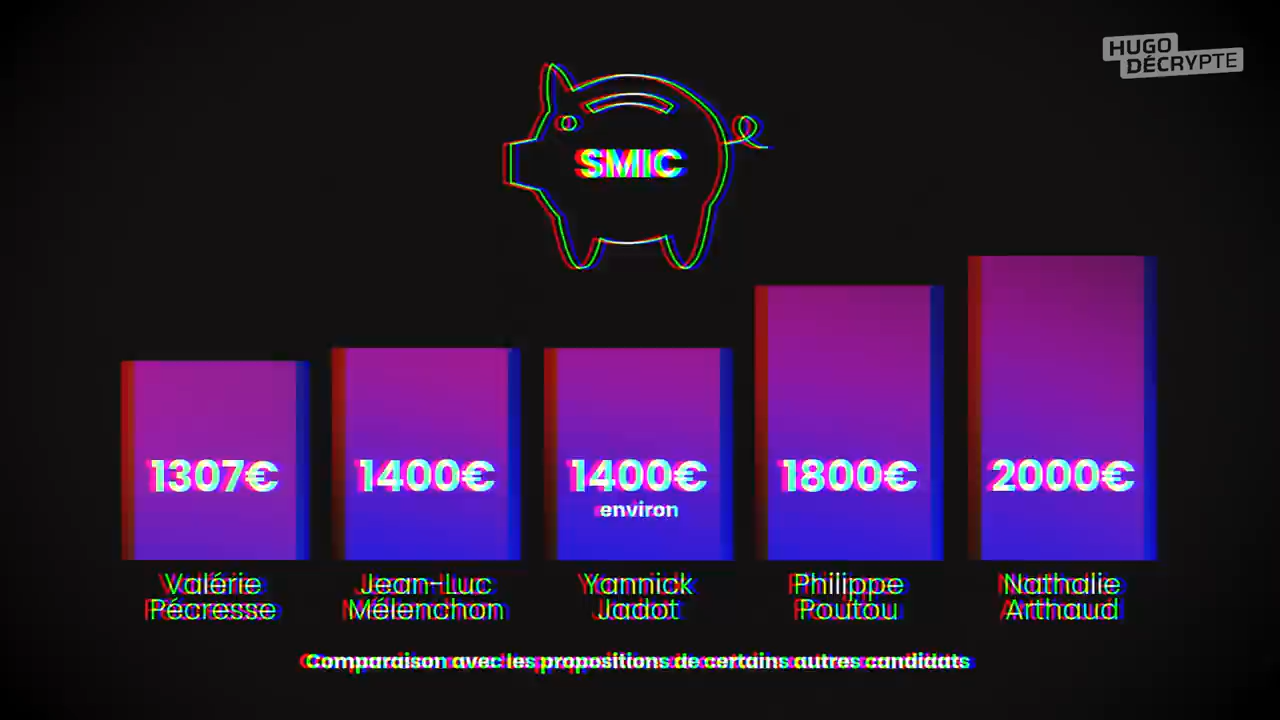 HUGO
DÉCRYPTE
SMIC
1307€
1400€
1400€
environ
1800€
2000€
Valérie
Pécresse
Jean-Luc
Mélenchon
Yannick
Jadot
Philippe
Poutou
Nathalie
Arthaud
Comparaison avec les propositions de certains autres candidats